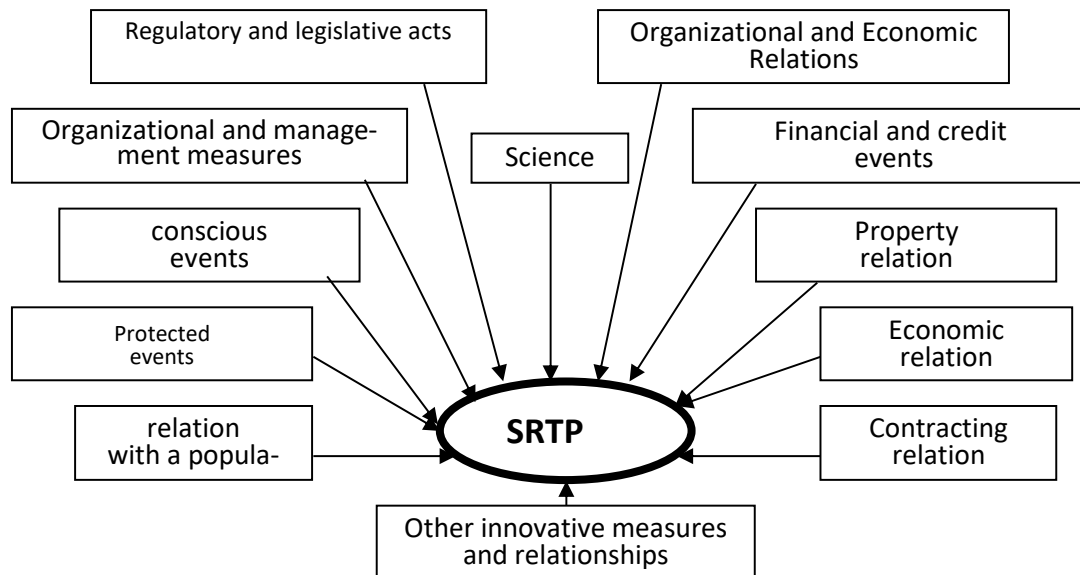 Regulatory and legislative acts
Organizational and Economic
Relations
Organizational and manage-
ment measures
Science
Financial and credit
events
conscious
events
Property
relation
Protected
events
Economic
relation
relation
with a popula-
SRTP
Contracting
relation
Other innovative measures
and relationships